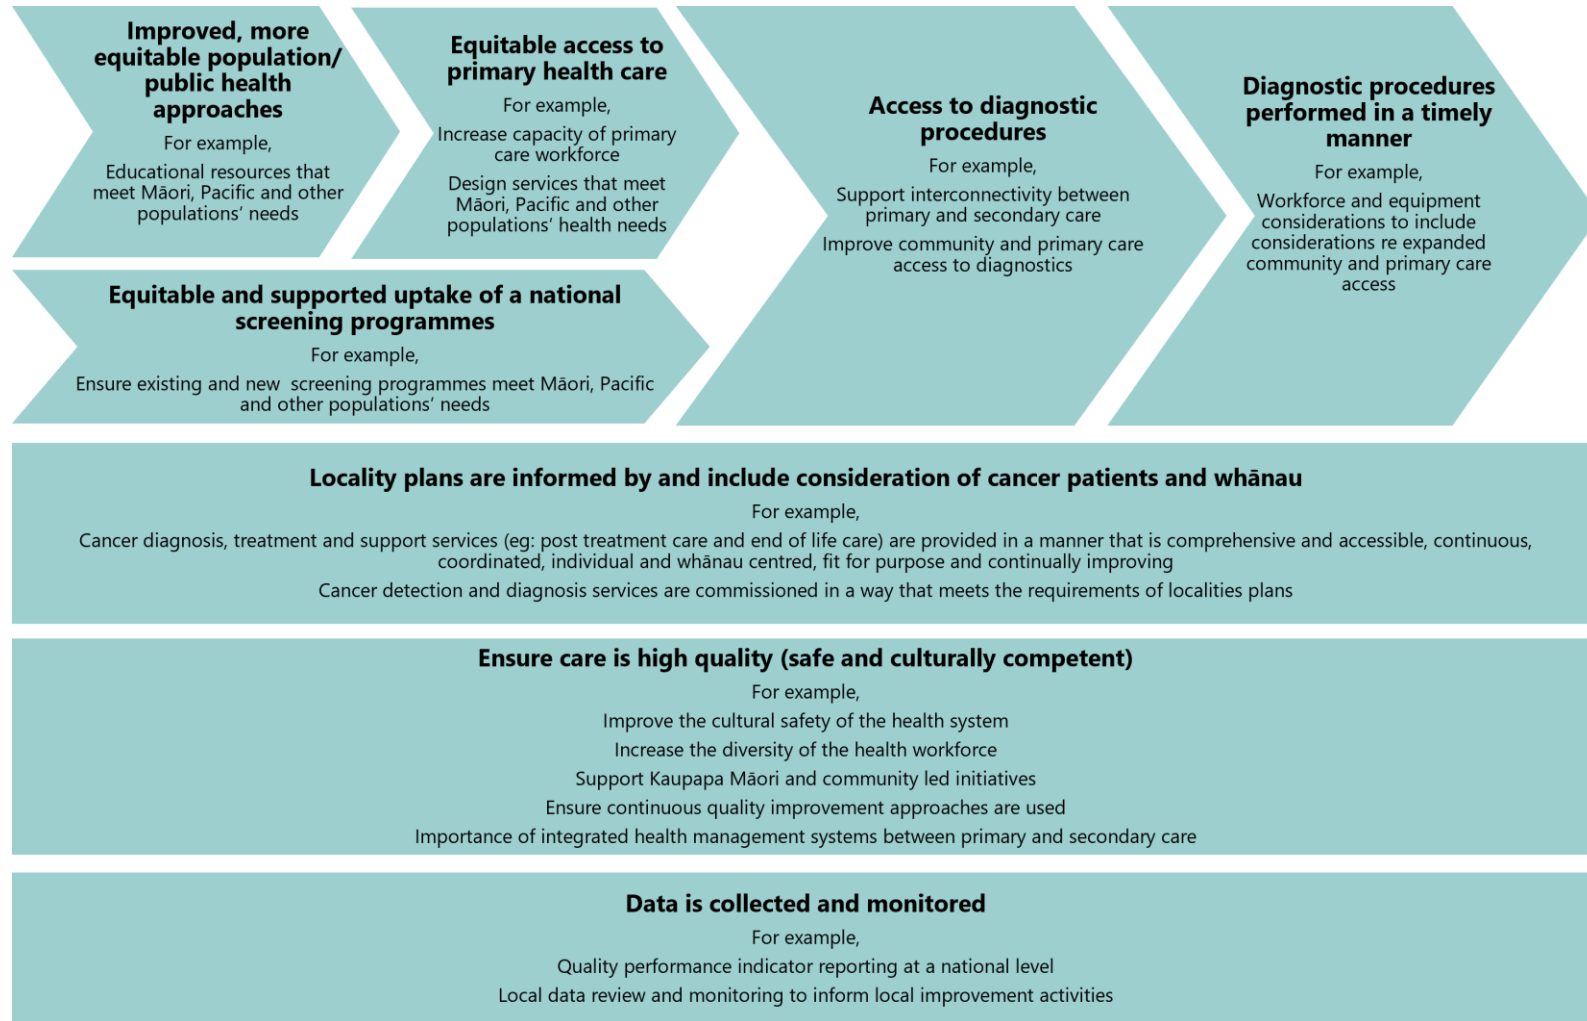 Improved, more
equitable population/
public health
approaches
For example,
Educational resources that
meet Māori, Pacific and other
populations' needs
Equitable access to
primary health care
For example,
Increase capacity of primary
care workforce
Design services that meet
Māori, Pacific and other
populations' health needs
Equitable and supported uptake of a national
screening programmes
For example,
Ensure existing and new  screening programmes meet Māori, Pacific
and other populations' needs
Access to diagnostic
procedures
For example,
Support interconnectivity between
primary and secondary care
Improve community and primary care
access to diagnostics
Diagnostic procedures
performed in a timely
manner
For example,
Workforce and equipment
considerations to include
considerations re expanded
community and primary care
access
Locality plans are informed by and include consideration of cancer patients and whānau
For example,
Cancer diagnosis, treatment and support services (eg: post treatment care and end of life care) are provided in a manner that is comprehensive and accessible, continuous,
coordinated, individual and whānau centred, fit for purpose and continually improving
Cancer detection and diagnosis services are commissioned in a way that meets the requirements of localities plans
Ensure care is high quality (safe and culturally competent)
For example,
Improve the cultural safety of the health system
Increase the diversity of the health workforce
Support Kaupapa Māori and community led initiatives
Ensure continuous quality improvement approaches are used
Importance of integrated health management systems between primary and secondary care
Data is collected and monitored
For example,
Quality performance indicator reporting at a national level
Local data review and monitoring to inform local improvement activities